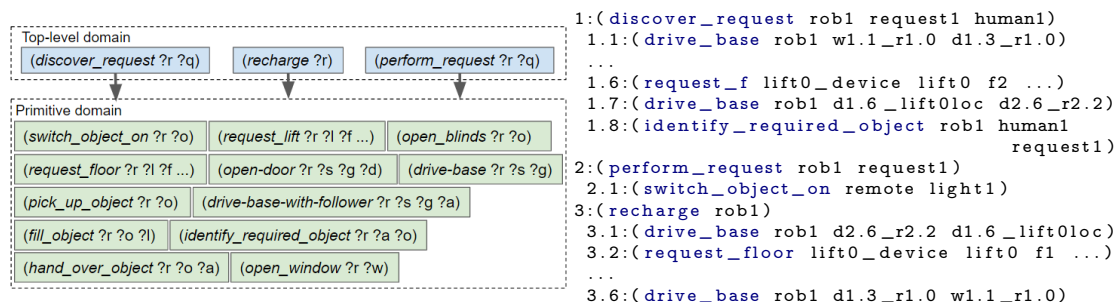 Top-level domain
(discover_request ?r ?q) (recharge ?r) (perform_request ?r ?q)
Primitive domain
(switch_object_on ?r ?o) (request_lift ?r ?l ?f ...) (open_blinds ?r ?o)
(request_floor ?r ?l ?f ...) (open-door ?r ?s ?g ?d) (drive-base ?r ?s ?g)
(pick_up_object ?r ?o) (drive-base-with-follower ?r ?s ?g ?a)
(fill_object ?r ?o ?l) (identify_required_object ?r ?a ?o)
(hand_over_object ?r ?o ?a) (open_window ?r ?w)
1:(discover_request rob1 request1 human1)
1.1:(drive_base rob1 w1.1_r1.0 d1.3_r1.0)
...
1.6:(request_f lift0_device lift0 f2 ...)
1.7:(drive_base rob1 d1.6_lift0loc d2.6_r2.2)
1.8:(identify_required_object rob1 human1
request1)
2:(perform_request rob1 request1)
2.1:(switch_object_on remote light1)
3:(recharge rob1)
3.1:(drive_base rob1 d2.6_r2.2 d1.6_lift0loc)
3.2:(request_floor lift0_device lift0 f1 ...)
...
3.6:(drive_base rob1 d1.3_r1.0 w1.1_r1.0)